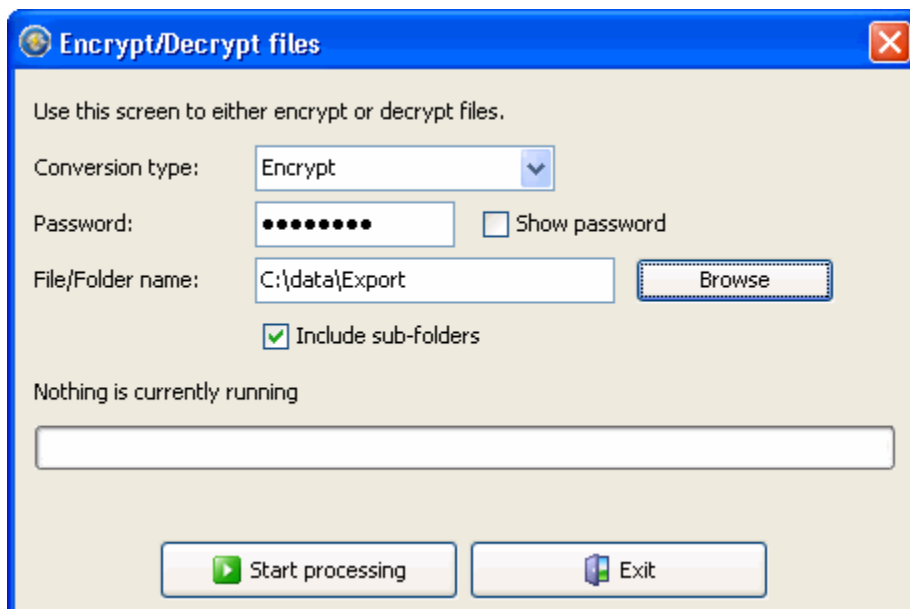 Encrypt/Decrypt files
Use this screen to either encrypt or decrypt files.
Conversion type: Encrypt
Password: ●●●●●●●● Show password
File/Folder name: C:\data\Export Browse
Include sub-folders
Nothing is currently running
Start processing Exit